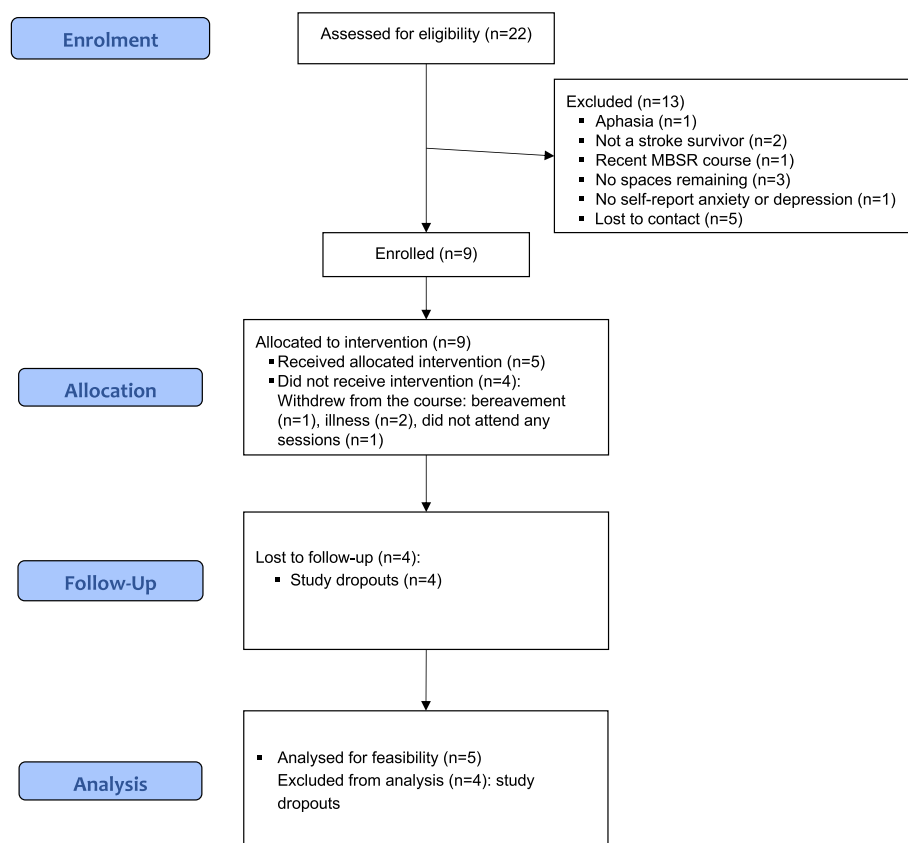 Enrolment
Assessed for eligibility (n=22)
Excluded (n=13)
▪ Aphasia (n=1)
▪ Not a stroke survivor (n=2)
▪ Recent MBSR course (n=1)
▪ No spaces remaining (n=3)
▪ No self-report anxiety or depression (n=1)
▪ Lost to contact (n=5)
Enrolled (n=9)
Allocation
Allocated to intervention (n=9)
▪ Received allocated intervention (n=5)
▪ Did not receive intervention (n=4):
Withdrew from the course: bereavement
(n=1), illness (n=2), did not attend any
sessions (n=1)
Follow-Up
Lost to follow-up (n=4):
▪ Study dropouts (n=4)
Analysis
▪ Analysed for feasibility (n=5)
Excluded from analysis (n=4): study
dropouts